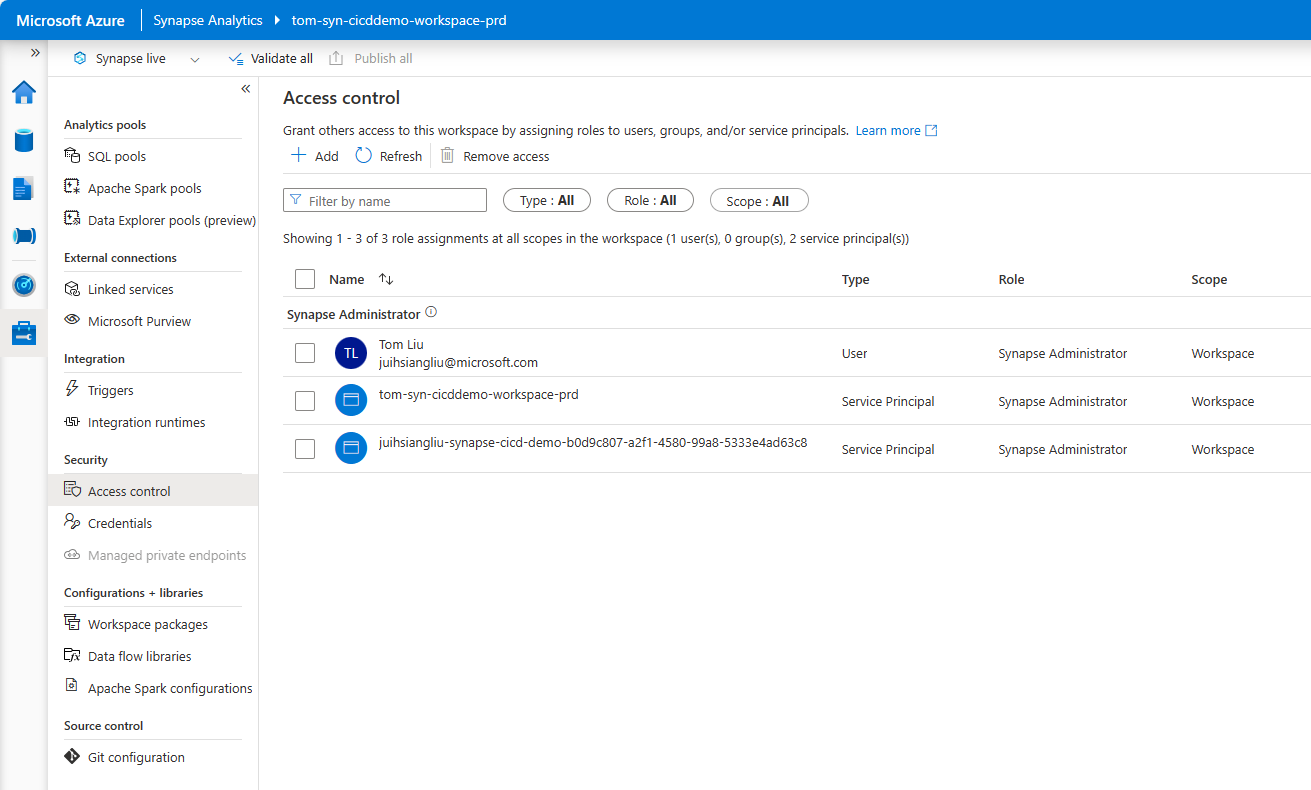 Microsoft Azure Synapse Analytics tom-syn-cicddemo-workspace-prd
Synapse live Validate all Publish all
Analytics pools
SQL pools
Apache Spark pools
Data Explorer pools (preview)
External connections
Linked services
Microsoft Purview
Integration
Triggers
Integration runtimes
Security
Access control
Credentials
Managed private endpoints
Configurations + libraries
Workspace packages
Data flow libraries
Apache Spark configurations
Source control
Git configuration
Access control
Grant others access to this workspace by assigning roles to users, groups, and/or service principals. Learn more
Add Refresh Remove access
Filter by name Type : All Role : All Scope : All
Showing 1 - 3 of 3 role assignments at all scopes in the workspace (1 user(s), 0 group(s), 2 service principal(s))
Name Type Role Scope
Synapse Administrator
TL Tom Liu
juihsiangliu@microsoft.com User Synapse Administrator Workspace
tom-syn-cicddemo-workspace-prd Service Principal Synapse Administrator Workspace
juihsiangliu-synapse-cicd-demo-b0d9c807-a2f1-4580-99a8-5333e4ad63c8 Service Principal Synapse Administrator Workspace